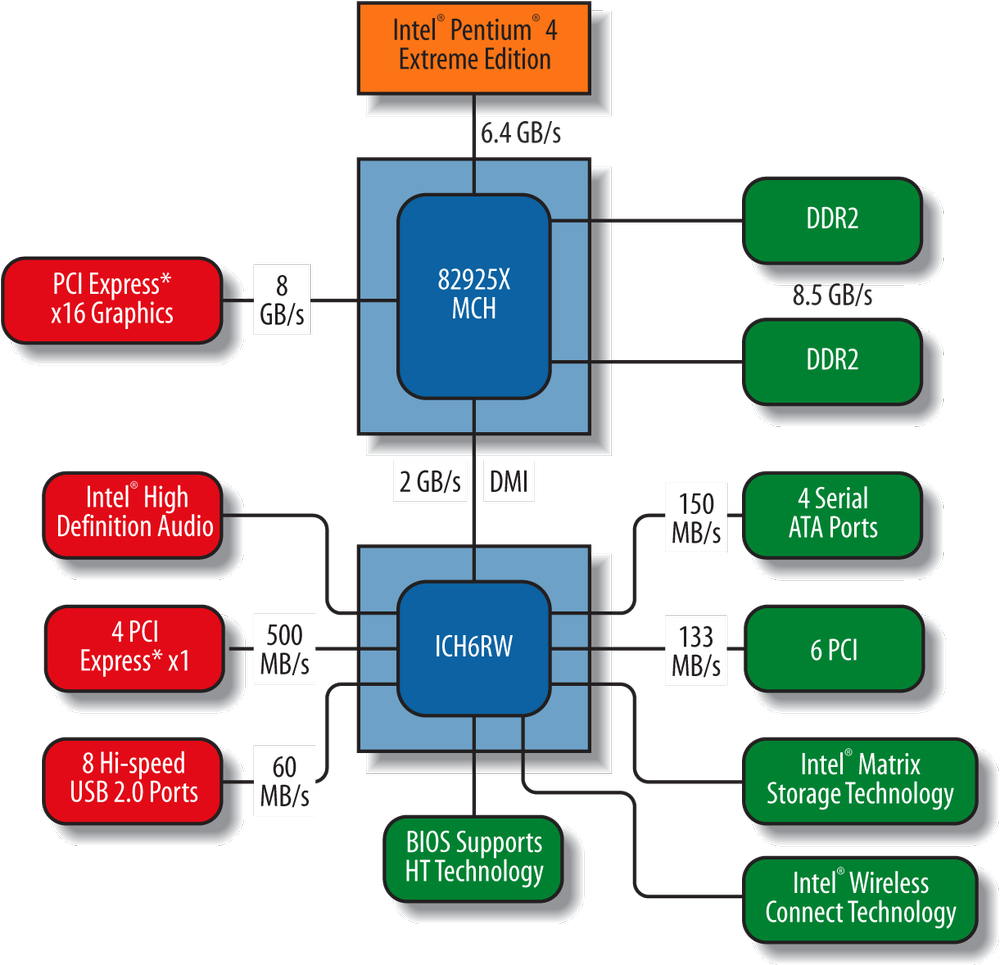 Intel® Pentium® 4
Extreme Edition
6.4 GB/s
82925X
MCH
DDR2
8.5 GB/s
DDR2
PCI Express*
x16 Graphics
8
GB/s
2 GB/s
DMI
Intel® High
Definition Audio
150
MB/s
4 Serial
ATA Ports
4 PCI
Express* x1
500
MB/s
ICH6RW
133
MB/s
6 PCI
8 Hi-speed
USB 2.0 Ports
60
MB/s
Intel® Matrix
Storage Technology
BIOS Supports
HT Technology
Intel® Wireless
Connect Technology